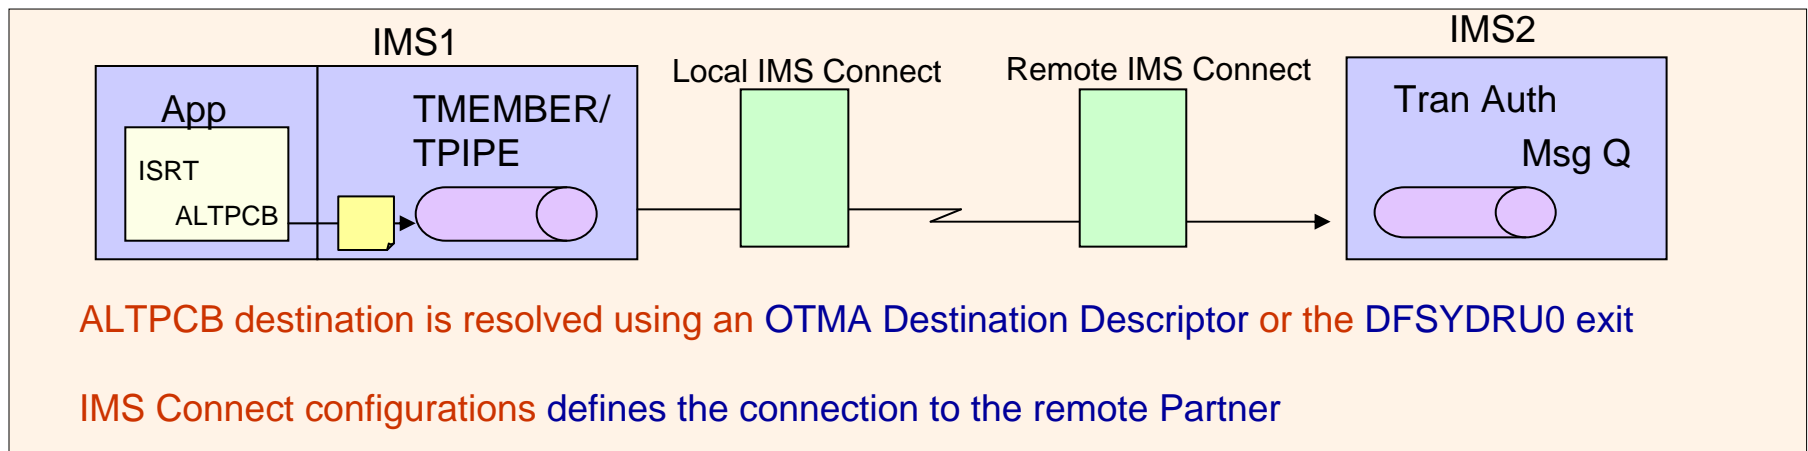 IMS1
IMS2
Local IMS Connect
Remote IMS Connect
App
TMEMBER/
TPIPE
Tran Auth
Msg Q
ISRT
ALTPCB
ALTPCB destination is resolved using an OTMA Destination Descriptor or the DFSYDRU0 exit
IMS Connect configurations defines the connection to the remote Partner